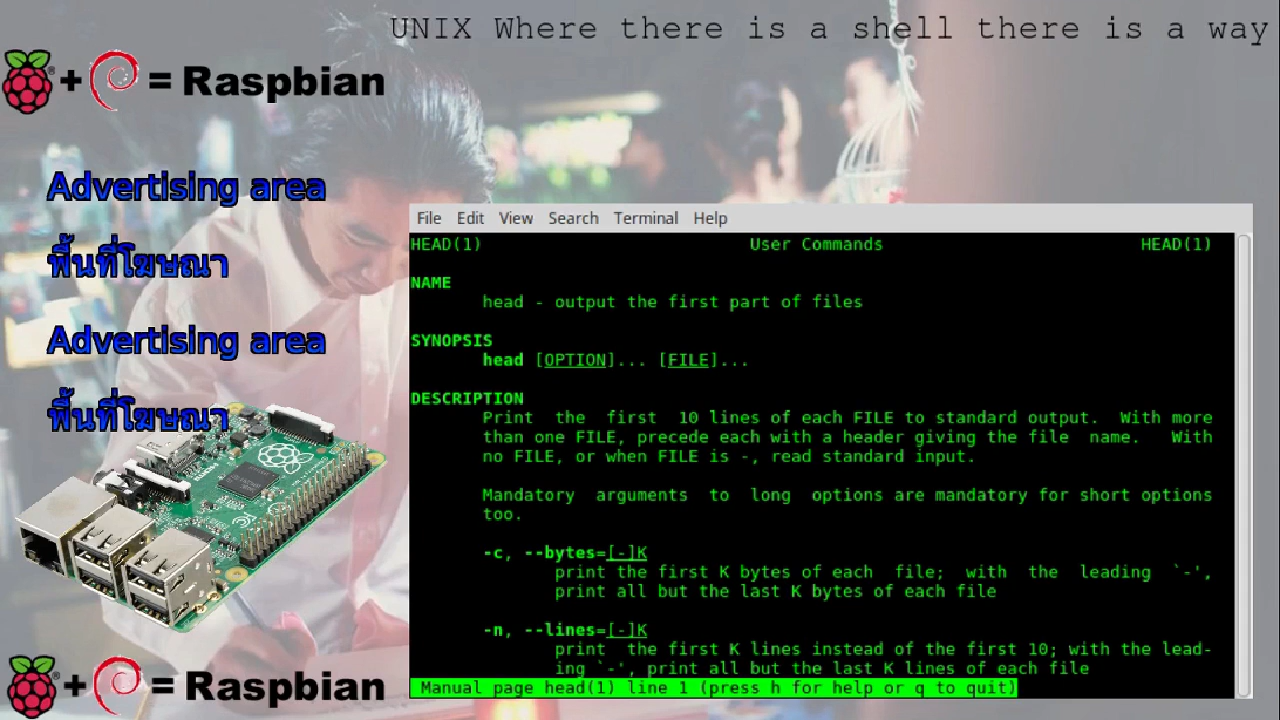 UNIX Where there is a shell there is a way
+ = Raspbian
Advertising area
พื้นที่โฆษณา
Advertising area
พื้นที่โฆษณา
+ = Raspbian
File Edit View Search Terminal Help
HEAD(1) User Commands HEAD(1)
NAME
head - output the first part of files
SYNOPSIS
head [OPTION]... [FILE]...
DESCRIPTION
Print the first 10 lines of each FILE to standard output. With more
than one FILE, precede each with a header giving the file name. With
no FILE, or when FILE is -, read standard input.
Mandatory arguments to long options are mandatory for short options
too.
-c, --bytes=[-]K
print the first K bytes of each file; with the leading `-',
print all but the last K bytes of each file
-n, --lines=[-]K
print the first K lines instead of the first 10; with the lead-
ing `-', print all but the last K lines of each file
Manual page head(1) line 1 (press h for help or q to quit)